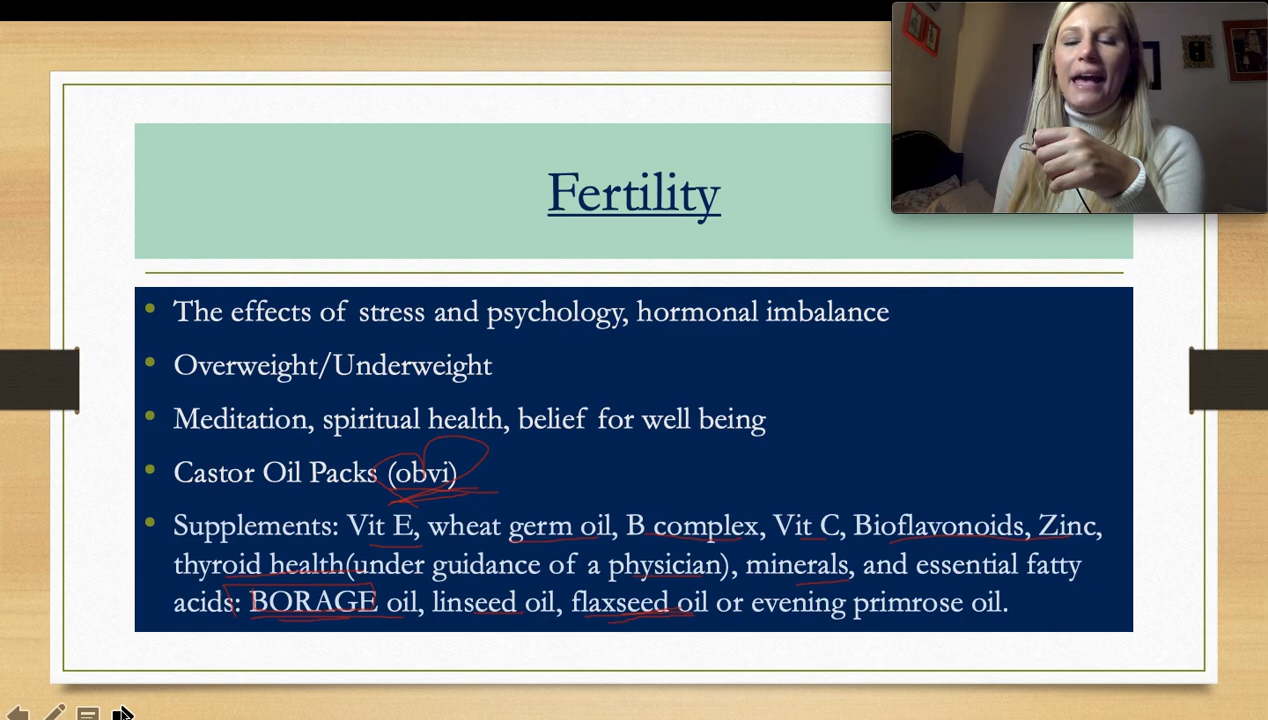 Fertility
The effects of stress and psychology, hormonal imbalance
Overweight/Underweight
Meditation, spiritual health, belief for well being
Castor Oil Packs (obvi)
Supplements: Vit E, wheat germ oil, B complex, Vit C, Bioflavonoids, Zinc,
thyroid health(under guidance of a physician), minerals, and essential fatty
acids: BORAGE oil, linseed oil, flaxseed oil or evening primrose oil.